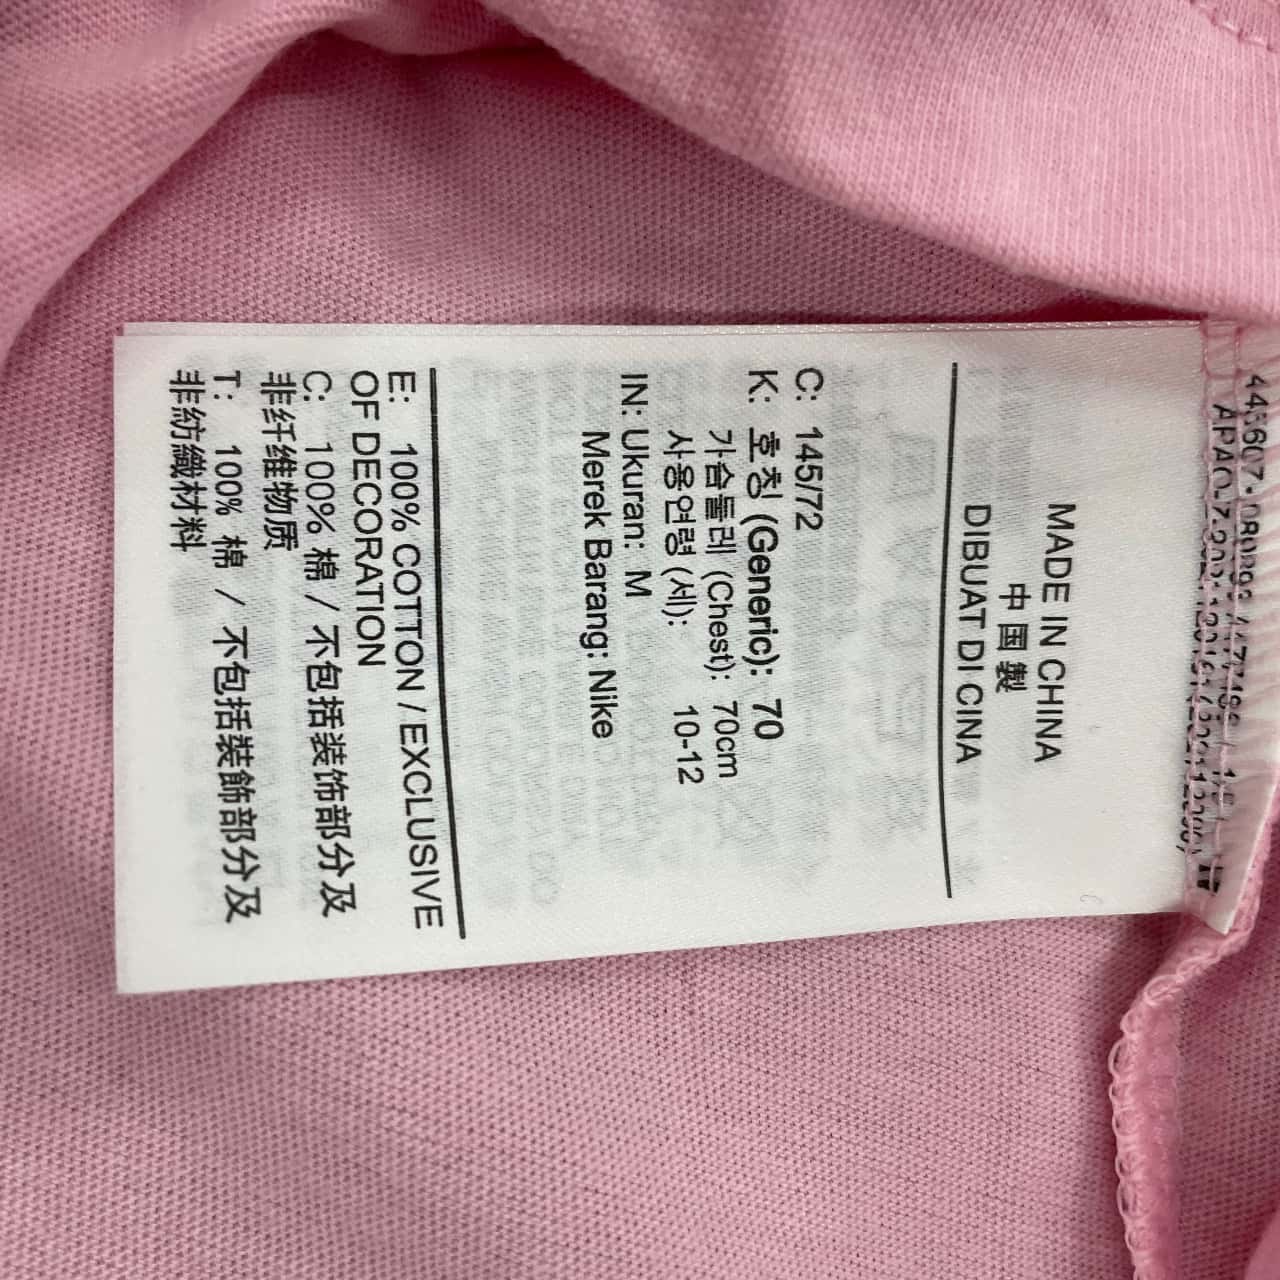 MADE IN CHINA
中国製
DIBUAT DI CINA
C: 145/72
K: 호칭 (Generic): 70
가슴둘레 (Chest): 70cm
사용연령 (세): 10-12
IN: Ukuran: M
Merek Barang: Nike
E: 100% COTTON / EXCLUSIVE
OF DECORATION
C: 100% 棉 / 不包括装饰部分及
非纤维物质
T: 100% 棉 / 不包括裝飾部分及
非紡織材料